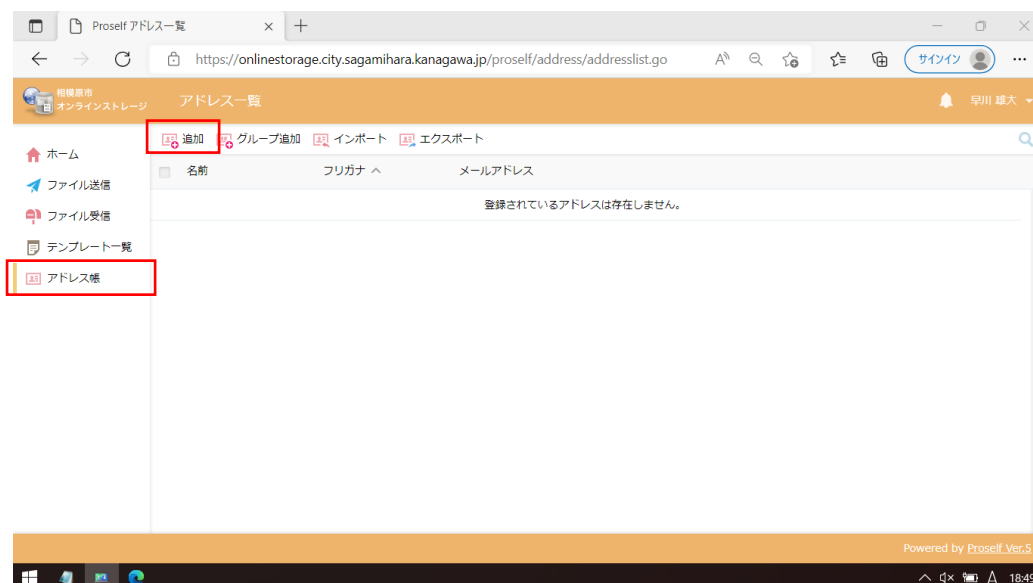 Proself アドレス一覧
https://onlinestorage.city.sagamihara.kanagawa.jp/proself/address/addresslist.go
サインイン
相模原市
オンラインストレージ
アドレス一覧
早川 雄大
追加 グループ追加 インポート エクスポート
ホーム
ファイル送信
ファイル受信
テンプレート一覧
アドレス帳
名前 フリガナ メールアドレス
登録されているアドレスは存在しません。
Powered by Proself Ver.5
A 18:49